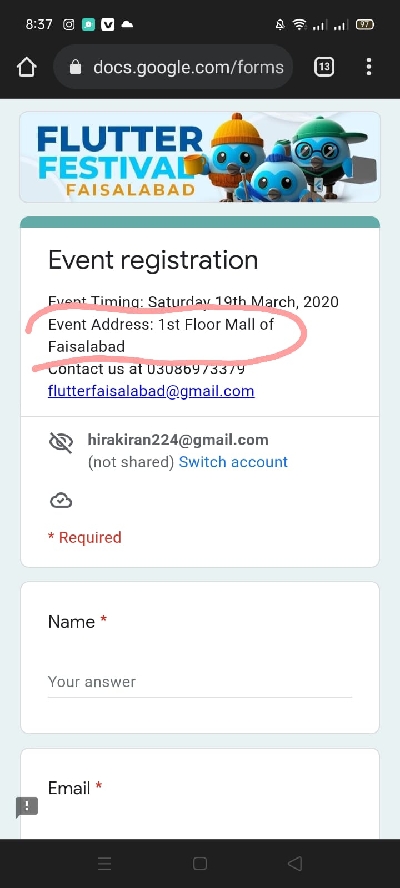 8:37
97
docs.google.com/forms
13
FLUTTER
FESTIVAL
FAISALABAD
Event registration
Event Timing: Saturday 19th March, 2020
Event Address: 1st Floor Mall of
Faisalabad
Contact us at 03086973379
flutterfaisalabad@gmail.com
hirakiran224@gmail.com
(not shared) Switch account
* Required
Name *
Your answer
Email *